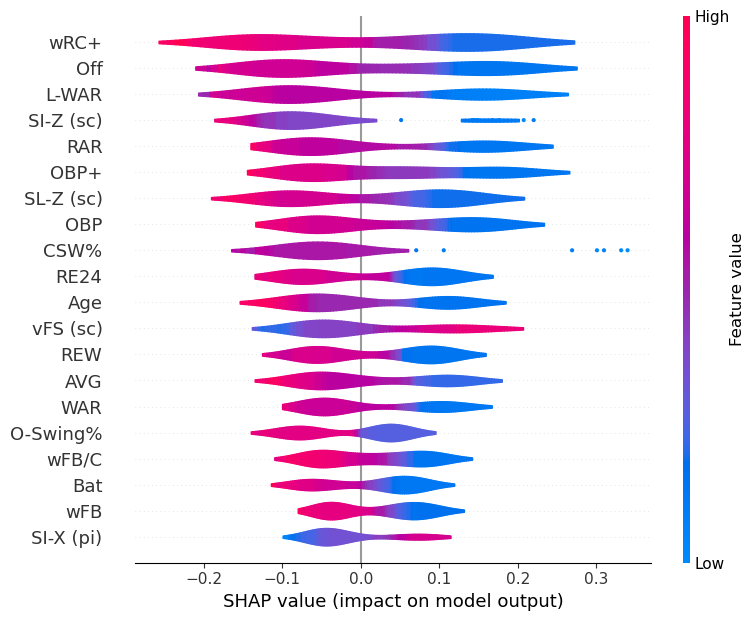 High
wRC+
Off
L-WAR
SI-Z (sc)
RAR
OBP+
SL-Z (sc)
OBP
CSW%
RE24
Age
vFS (sc)
REW
AVG
WAR
O-Swing%
wFB/C
Bat
wFB
SI-X (pi)
Feature value
Low
−0.2 −0.1 0.0 0.1 0.2 0.3
SHAP value (impact on model output)